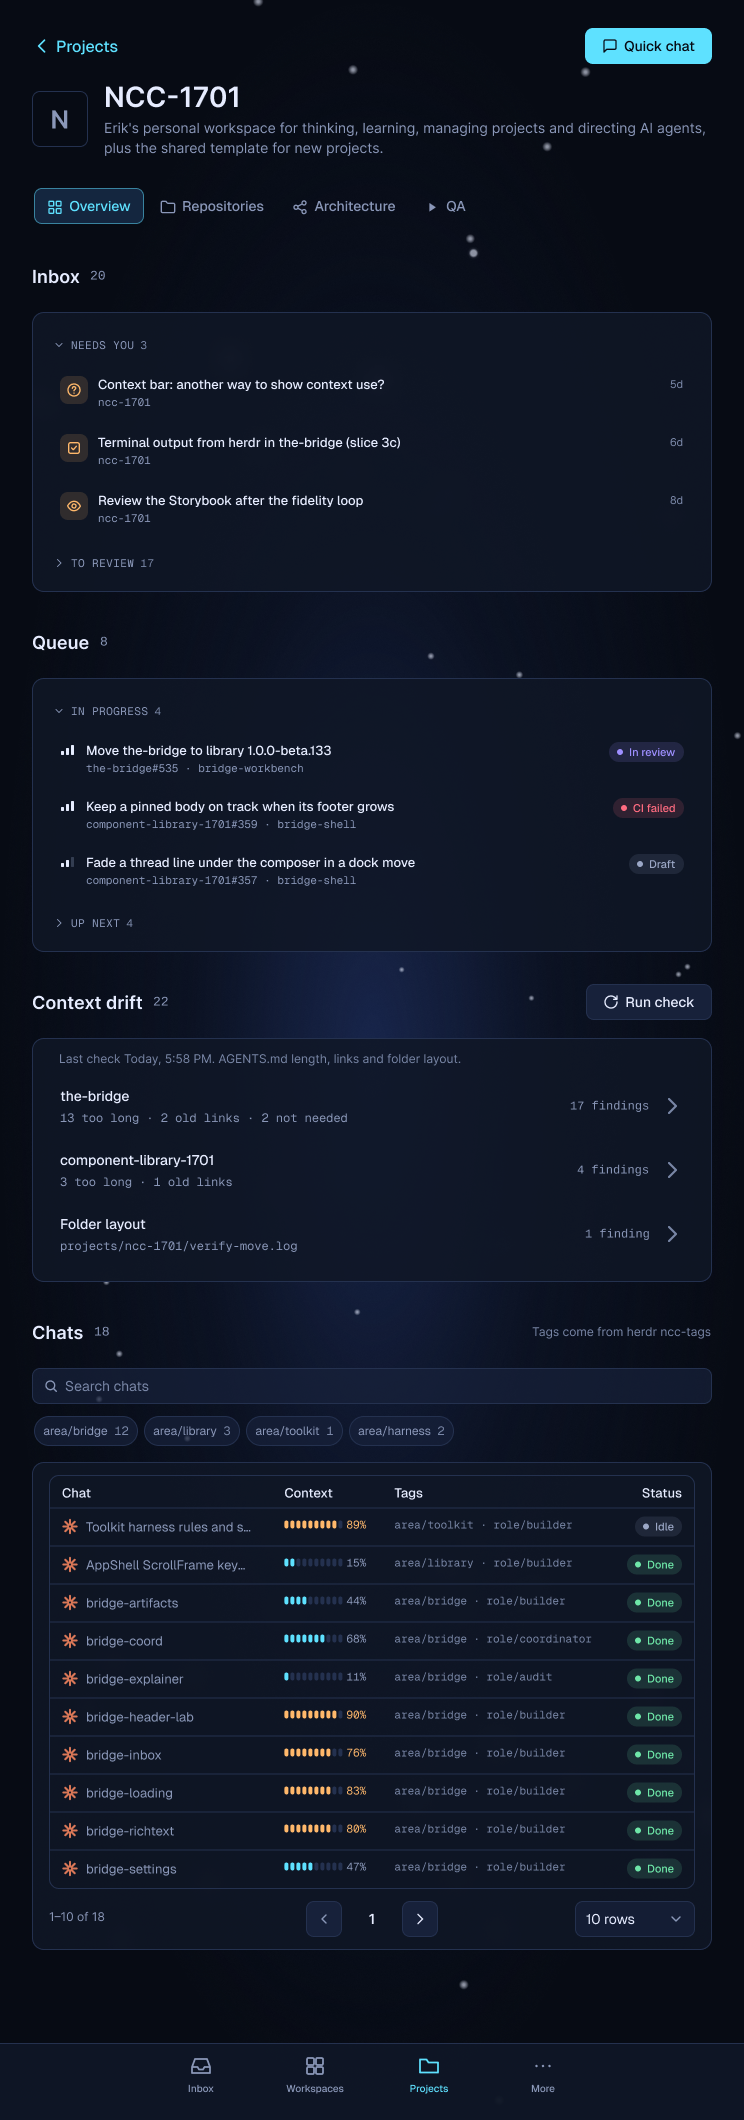 Projects
Quick chat
N
NCC-1701
Erik's personal workspace for thinking, learning, managing projects and directing AI agents,
plus the shared template for new projects.
Overview
Repositories
Architecture
QA
Inbox 20
NEEDS YOU 3
Context bar: another way to show context use? 5d
ncc-1701
Terminal output from herdr in the-bridge (slice 3c) 6d
ncc-1701
Review the Storybook after the fidelity loop 8d
ncc-1701
TO REVIEW 17
Queue 8
IN PROGRESS 4
Move the-bridge to library 1.0.0-beta.133 In review
the-bridge#535 · bridge-workbench
Keep a pinned body on track when its footer grows CI failed
component-library-1701#359 · bridge-shell
Fade a thread line under the composer in a dock move Draft
component-library-1701#357 · bridge-shell
UP NEXT 4
Context drift 22
Run check
Last check Today, 5:58 PM. AGENTS.md length, links and folder layout.
the-bridge
13 too long · 2 old links · 2 not needed
17 findings
component-library-1701
3 too long · 1 old links
4 findings
Folder layout
projects/ncc-1701/verify-move.log
1 finding
Chats 18
Tags come from herdr ncc-tags
Search chats
area/bridge 12
area/library 3
area/toolkit 1
area/harness 2
Chat Context Tags Status
Toolkit harness rules and s... 89% area/toolkit · role/builder Idle
AppShell ScrollFrame key... 15% area/library · role/builder Done
bridge-artifacts 44% area/bridge · role/builder Done
bridge-coord 68% area/bridge · role/coordinator Done
bridge-explainer 11% area/bridge · role/audit Done
bridge-header-lab 90% area/bridge · role/builder Done
bridge-inbox 76% area/bridge · role/builder Done
bridge-loading 83% area/bridge · role/builder Done
bridge-richtext 80% area/bridge · role/builder Done
bridge-settings 47% area/bridge · role/builder Done
1–10 of 18
1
10 rows
Inbox
Workspaces
Projects
More